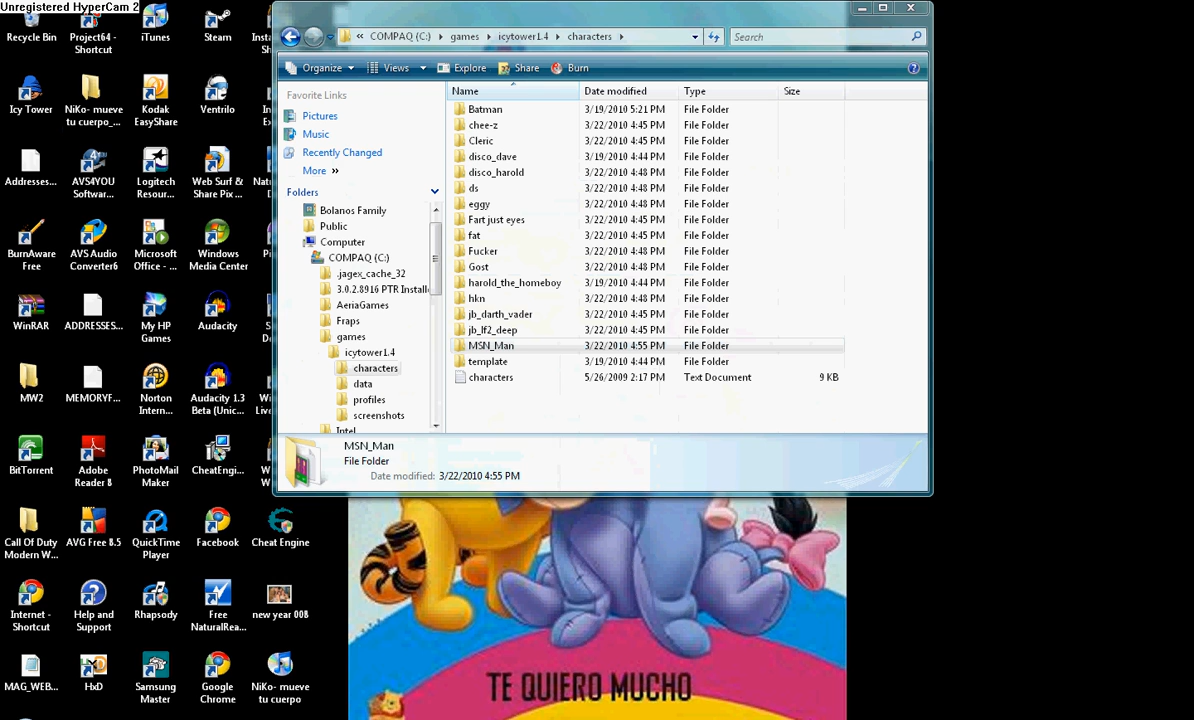 Unregistered HyperCam 2
Recycle Bin
Project64 - Shortcut
iTunes
Steam
Icy Tower
NiKo- mueve tu cuerpo_...
Kodak EasyShare
Ventrilo
Addresses...
AVS4YOU Softwar...
Logitech Resour...
Web Surf & Share Pix ...
BurnAware Free
AVS Audio Converter6
Microsoft Office - ...
Windows Media Center
WinRAR
ADDRESSES...
My HP Games
Audacity
MW2
MEMORYF...
Norton Intern...
Audacity 1.3 Beta (Unic...
BitTorrent
Adobe Reader 8
PhotoMail Maker
CheatEngi...
Call Of Duty Modern W...
AVG Free 8.5
QuickTime Player
Facebook
Cheat Engine
Internet - Shortcut
Help and Support
Rhapsody
Free NaturalRea...
new year 008
MAG_WEB...
HxD
Samsung Master
Google Chrome
NiKo- mueve tu cuerpo
« COMPAQ (C:) games icytower1.4 characters
Search
Organize Views Explore Share Burn
Favorite Links
Pictures
Music
Recently Changed
More »
Folders
Bolanos Family
Public
Computer
COMPAQ (C:)
.jagex_cache_32
3.0.2.8916 PTR Installe
AeriaGames
Fraps
games
icytower1.4
characters
data
profiles
screenshots
Intel
Name Date modified Type Size
Batman 3/19/2010 5:21 PM File Folder
chee-z 3/22/2010 4:45 PM File Folder
Cleric 3/22/2010 4:45 PM File Folder
disco_dave 3/19/2010 4:44 PM File Folder
disco_harold 3/22/2010 4:48 PM File Folder
ds 3/22/2010 4:48 PM File Folder
eggy 3/22/2010 4:48 PM File Folder
Fart just eyes 3/22/2010 4:45 PM File Folder
fat 3/22/2010 4:45 PM File Folder
Fucker 3/22/2010 4:48 PM File Folder
Gost 3/22/2010 4:48 PM File Folder
harold_the_homeboy 3/19/2010 4:44 PM File Folder
hkn 3/22/2010 4:48 PM File Folder
jb_darth_vader 3/22/2010 4:45 PM File Folder
jb_lf2_deep 3/22/2010 4:45 PM File Folder
MSN_Man 3/22/2010 4:55 PM File Folder
template 3/19/2010 4:44 PM File Folder
characters 5/26/2009 2:17 PM Text Document 9 KB
MSN_Man
File Folder
Date modified: 3/22/2010 4:55 PM
TE QUIERO MUCHO